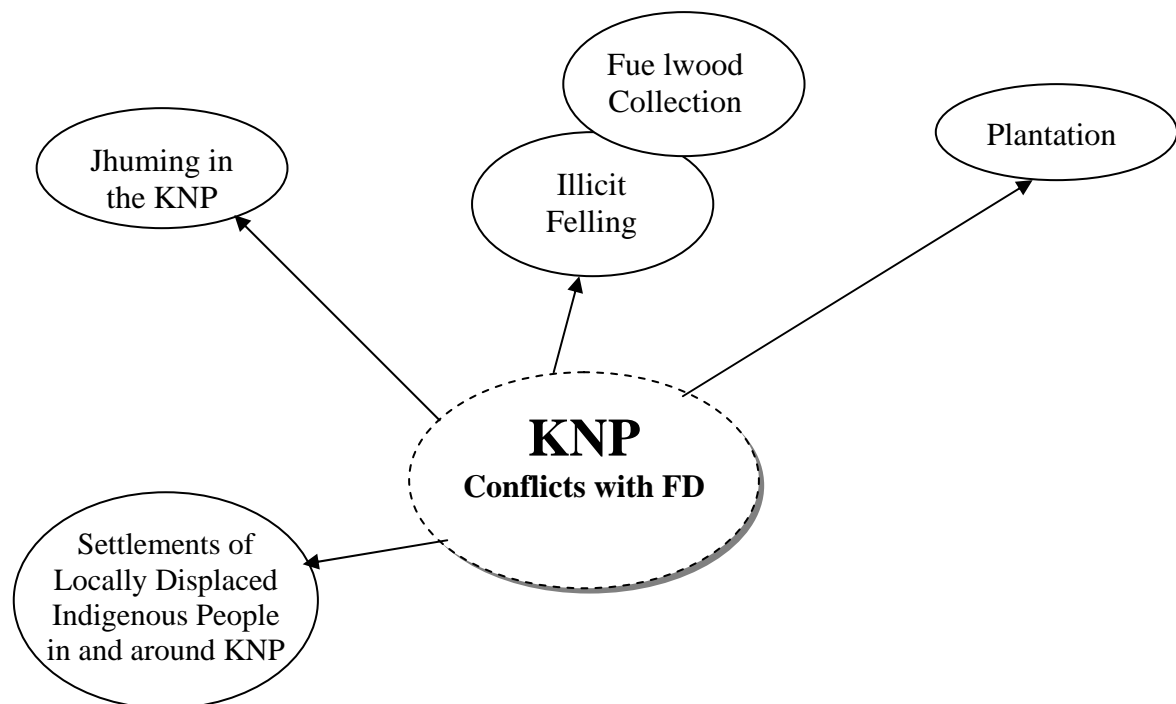 Fue lwood
Collection
Plantation
Jhuming in
the KNP
Illicit
Felling
KNP
Conflicts with FD
Settlements of
Locally Displaced
Indigenous People
in and around KNP